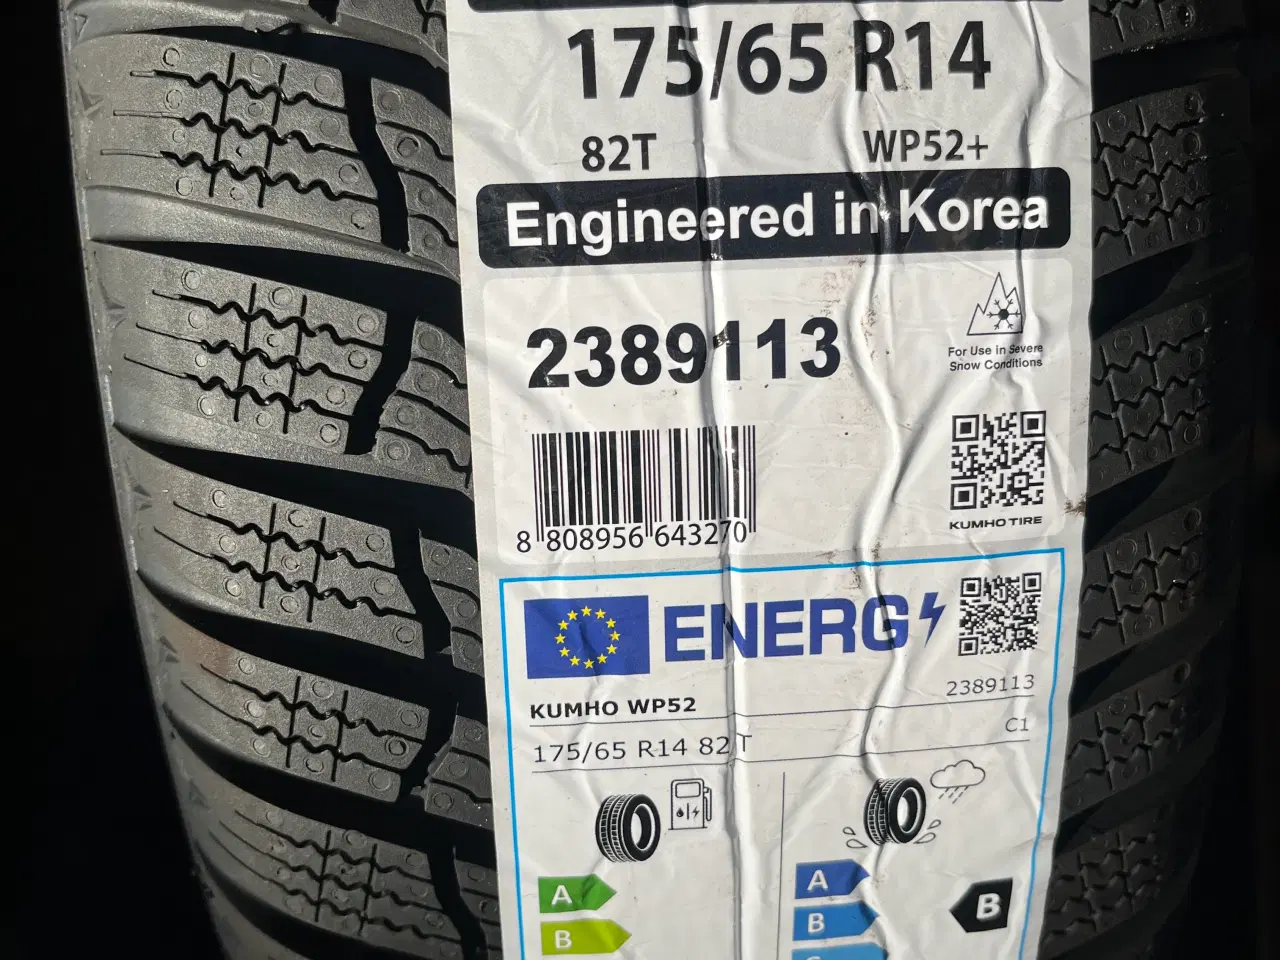 175/65 R14
82T WP52+
Engineered in Korea
2389113
For Use in Severe
Snow Conditions
8 808956 643270
KUMHO TIRE
ENERG
2389113
KUMHO WP52
175/65 R14 82 T C1
A A
B B B